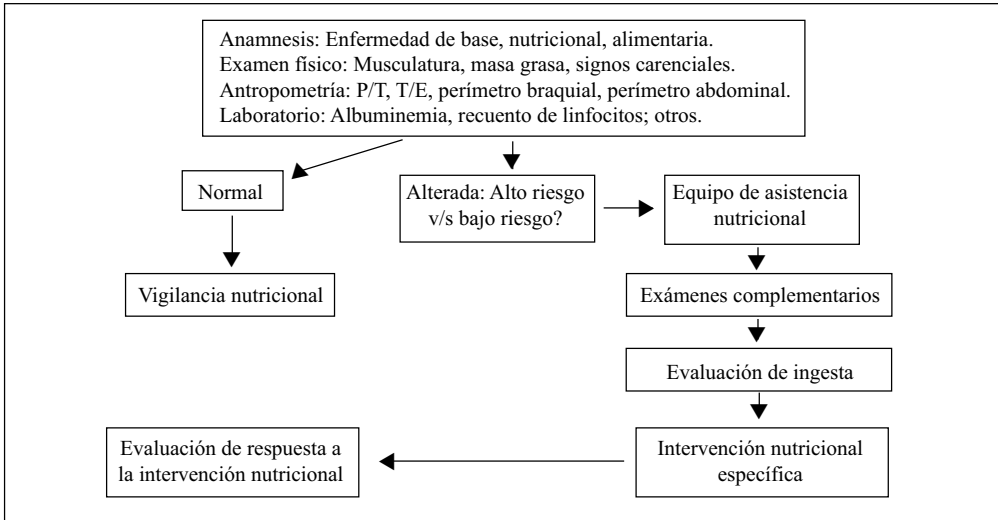 Anamnesis: Enfermedad de base, nutricional, alimentaria.
Examen físico: Musculatura, masa grasa, signos carenciales.
Antropometría: P/T, T/E, perímetro braquial, perímetro abdominal.
Laboratorio: Albuminemia, recuento de linfocitos; otros.
Normal
Alterada: Alto riesgo
v/s bajo riesgo?
Equipo de asistencia
nutricional
Vigilancia nutricional
Exámenes complementarios
Evaluación de ingesta
Intervención nutricional
específica
Evaluación de respuesta a
la intervención nutricional